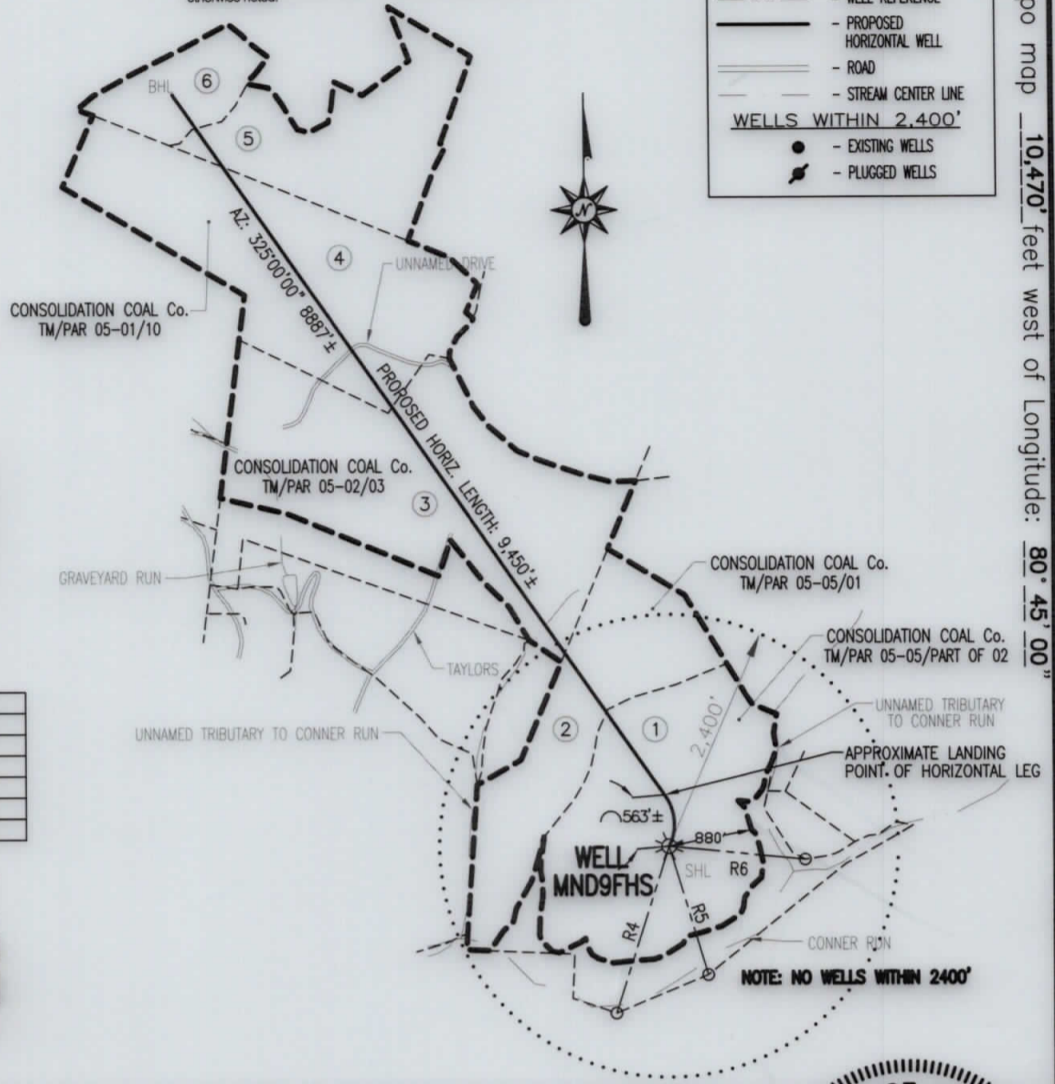 WELL REFERENCE
- PROPOSED
HORIZONTAL WELL
- ROAD
- STREAM CENTER LINE
WELLS WITHIN 2,400'
- EXISTING WELLS
- PLUGGED WELLS
po map 10,470' feet west of Longitude: 80° 45' 00"
BHL
6
5
4
N
AZ: 325°00'00" 8887'±
UNNAMED DRIVE
CONSOLIDATION COAL Co.
TM/PAR 05-01/10
PROPOSED HORIZ. LENGTH: 9,450'±
CONSOLIDATION COAL Co.
TM/PAR 05-02/03
3
GRAVEYARD RUN
CONSOLIDATION COAL Co.
TM/PAR 05-05/01
CONSOLIDATION COAL Co.
TM/PAR 05-05/PART OF 02
TAYLORS
UNNAMED TRIBUTARY
TO CONNER RUN
UNNAMED TRIBUTARY TO CONNER RUN
2
1
2,400'
APPROXIMATE LANDING
POINT OF HORIZONTAL LEG
563'±
880'
WELL
MND9FHS
SHL
R6
R4
R5
CONNER RUN
NOTE: NO WELLS WITHIN 2400'